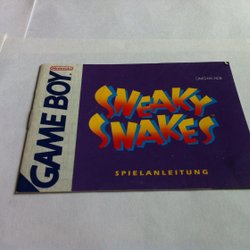 Nintendo
GAME BOY
SNEAKY
SNAKES
SPIELANLEITUNG